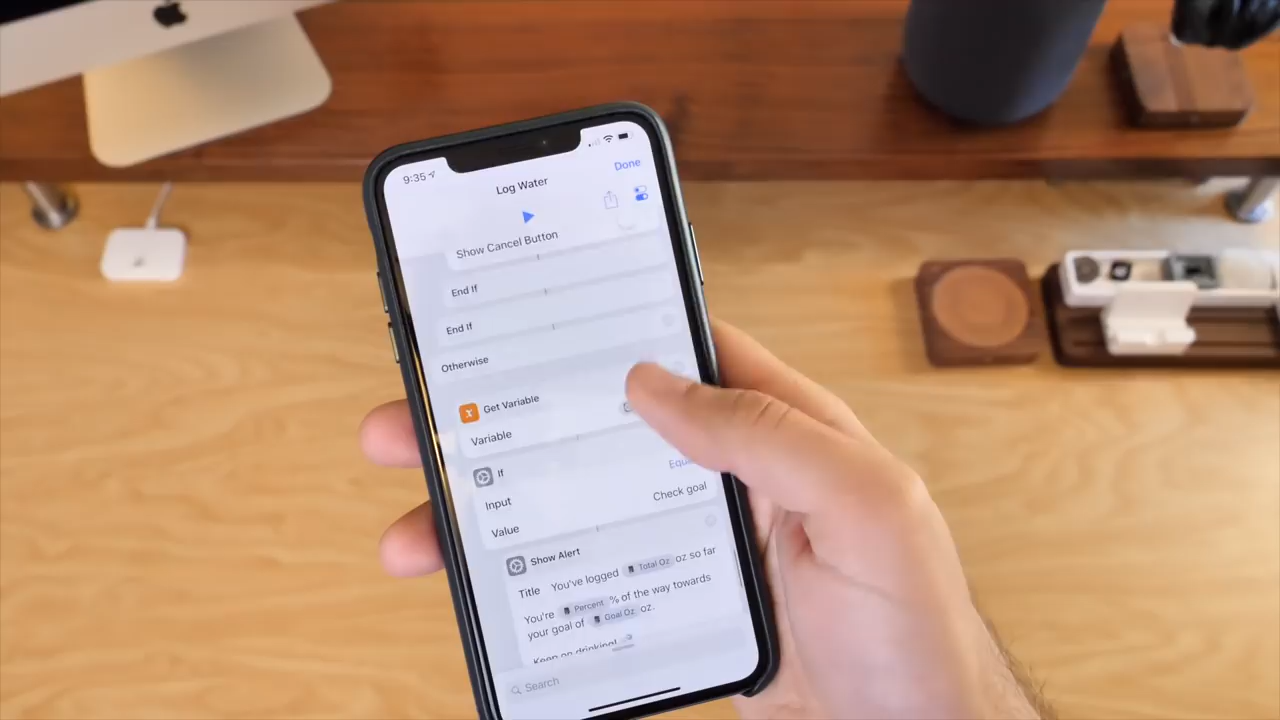 9:35
Done
Log Water
Show Cancel Button
End If
End If
Otherwise
Get Variable
Variable
If
Input
Value Check goal
Show Alert
Title You've logged Total Oz oz so far
You're Percent % of the way towards
your goal of Goal Oz oz.
Keep on drinking!
Search